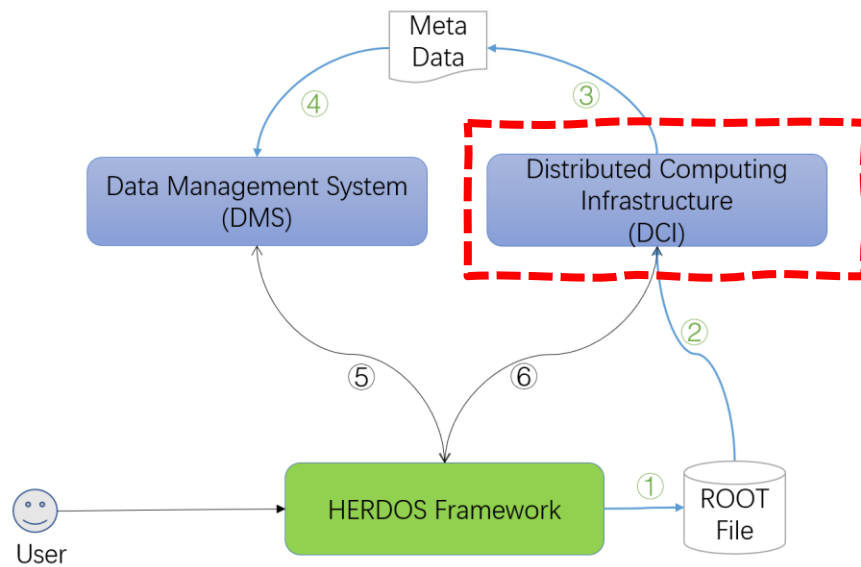 Meta
Data
④
③
Data Management System
(DMS)
Distributed Computing
Infrastructure
(DCI)
②
⑤
⑥
①
HERDOS Framework
ROOT
File
User